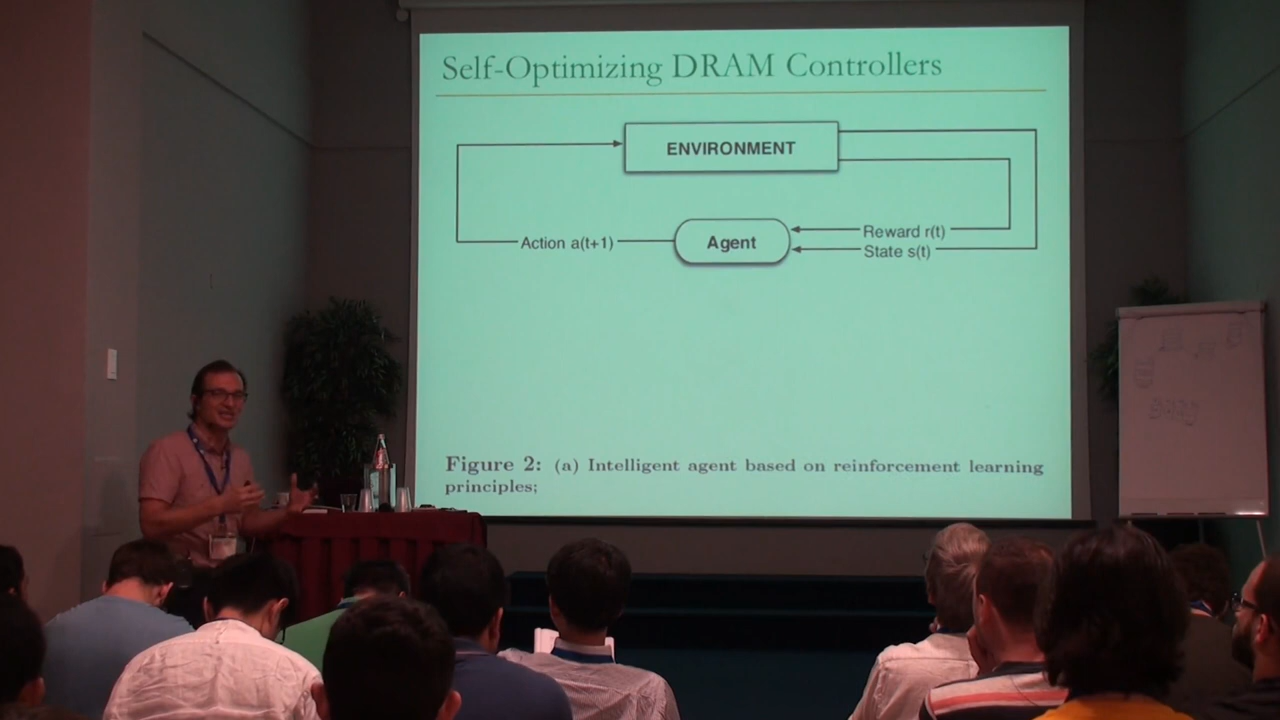 Self-Optimizing DRAM Controllers
ENVIRONMENT
Agent
Action a(t+1)
Reward r(t)
State s(t)
Figure 2: (a) Intelligent agent based on reinforcement learning
principles;